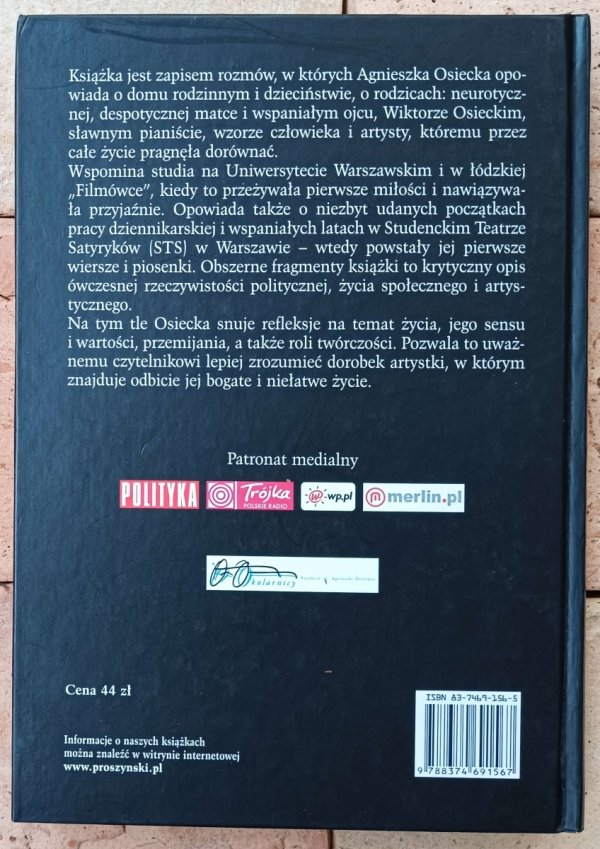 Książka jest zapisem rozmów, w których Agnieszka Osiecka opo-
wiada o domu rodzinnym i dzieciństwie, o rodzicach: neurotycz-
nej, despotycznej matce i wspaniałym ojcu, Wiktorze Osieckim,
sławnym pianiście, wzorze człowieka i artysty, któremu przez
całe życie pragnęła dorównać.
Wspomina studia na Uniwersytecie Warszawskim i w łódzkiej
„Filmówce”, kiedy to przeżywała pierwsze miłości i nawiązywa-
ła przyjaźnie. Opowiada także o niezbyt udanych początkach
pracy dziennikarskiej i wspaniałych latach w Studenckim Teatrze
Satyryków (STS) w Warszawie – wtedy powstały jej pierwsze
wiersze i piosenki. Obszerne fragmenty książki to krytyczny opis
ówczesnej rzeczywistości politycznej, życia społecznego i artys-
tycznego.
Na tym tle Osiecka snuje refleksje na temat życia, jego sensu
i wartości, przemijania, a także roli twórczości. Pozwala to uważ-
nemu czytelnikowi lepiej zrozumieć dorobek artystki, w którym
znajduje odbicie jej bogate i niełatwe życie.
Patronat medialny
POLITYKA
Trójka
POLSKIE RADIO
wp wp.pl
m merlin.pl
Okularnicy
Cena 44 zł
Informacje o naszych książkach
można znaleźć w witrynie internetowej
www.proszynski.pl
ISBN 83-7469-156-5
9 788374 691567